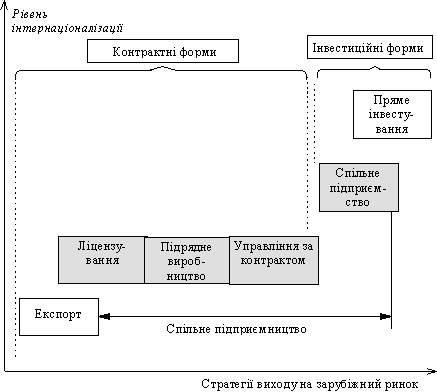 Рівень
інтернаціоналізації
Контрактні форми
Інвестиційні форми
Пряме
інвесту-
вання
Спільне
підприєм-
ство
Ліцензу-
вання
Підрядне
вироб-
ництво
Управління за
контрактом
Експорт
Спільне підприємництво
Стратегії виходу на зарубіжний ринок